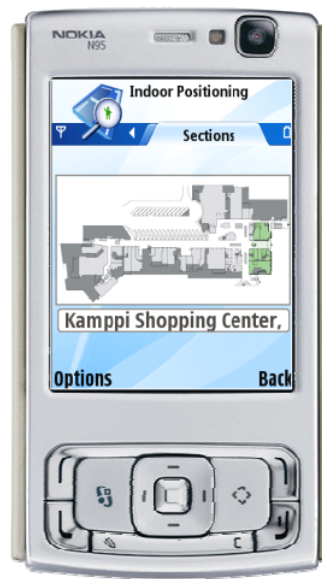 NOKIA
N95
Indoor Positioning
Sections
Kamppi Shopping Center,
Options
Back